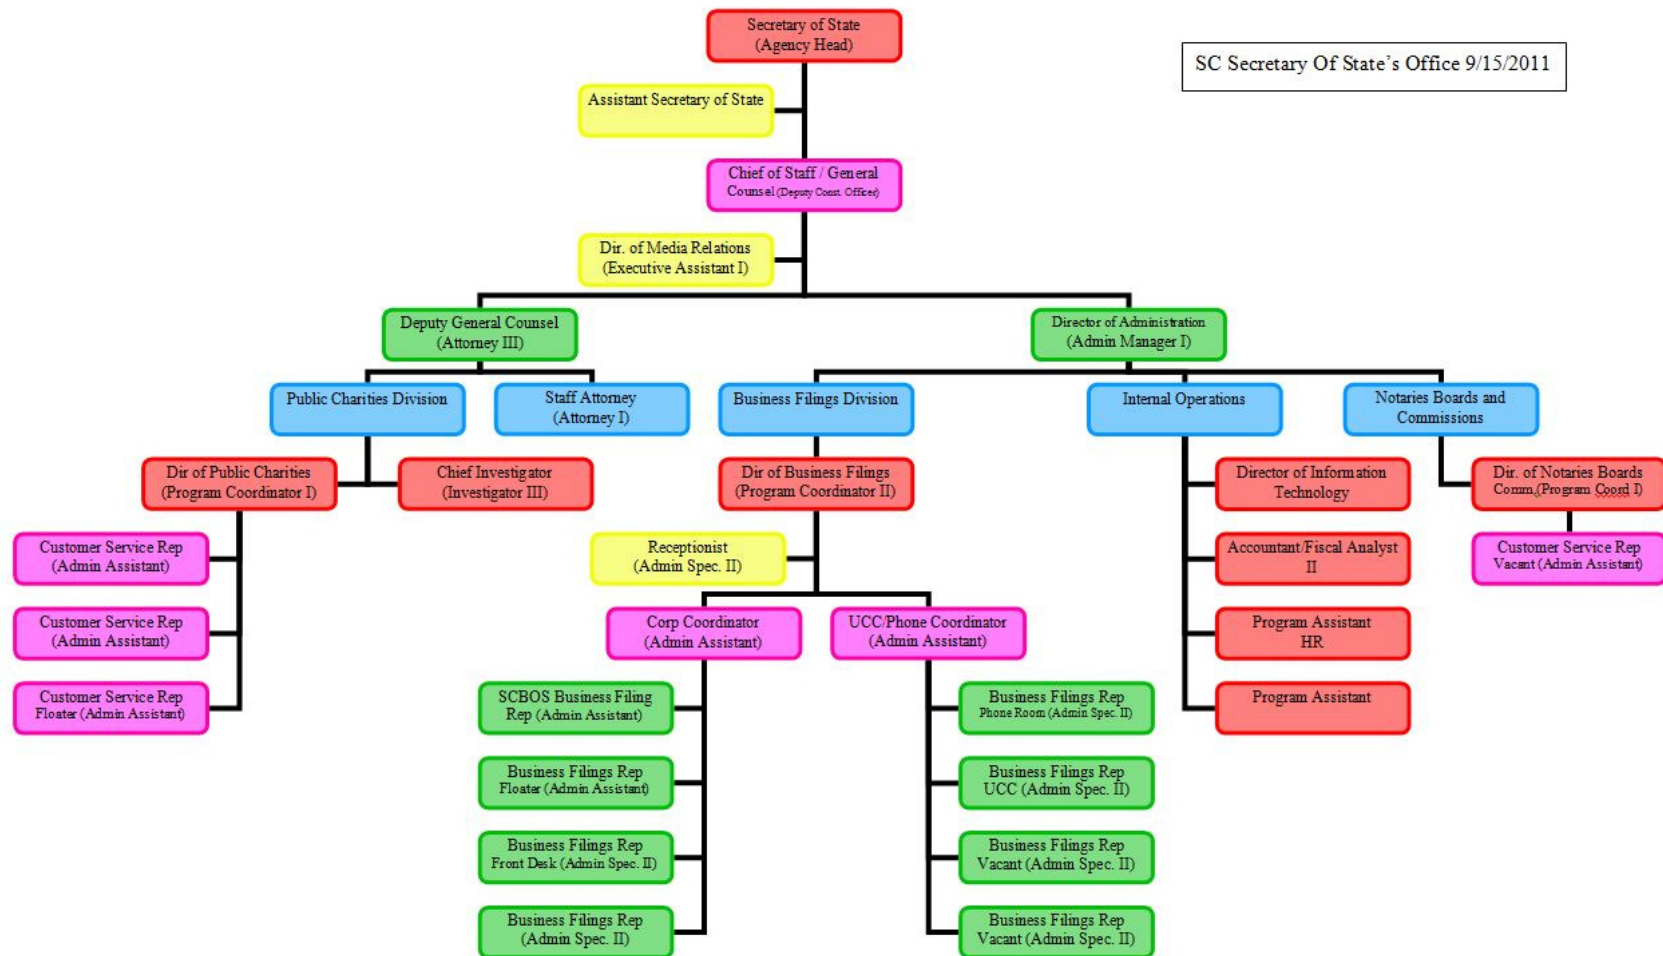 Secretary of State
(Agency Head)
SC Secretary Of State's Office 9/15/2011
Assistant Secretary of State
Chief of Staff / General
Counsel (Deputy Const. Officer)
Dir. of Media Relations
(Executive Assistant I)
Deputy General Counsel
(Attorney III)
Director of Administration
(Admin Manager I)
Public Charities Division
Staff Attorney
(Attorney I)
Business Filings Division
Internal Operations
Notaries Boards and
Commissions
Dir of Public Charities
(Program Coordinator I)
Chief Investigator
(Investigator III)
Dir of Business Filings
(Program Coordinator II)
Director of Information
Technology
Dir. of Notaries Boards
Comm,(Program Coord I)
Customer Service Rep
(Admin Assistant)
Receptionist
(Admin Spec. II)
Accountant/Fiscal Analyst
II
Customer Service Rep
Vacant (Admin Assistant)
Customer Service Rep
(Admin Assistant)
Corp Coordinator
(Admin Assistant)
UCC/Phone Coordinator
(Admin Assistant)
Program Assistant
HR
Customer Service Rep
Floater (Admin Assistant)
SCBOS Business Filing
Rep (Admin Assistant)
Business Filings Rep
Phone Room (Admin Spec. II)
Program Assistant
Business Filings Rep
Floater (Admin Assistant)
Business Filings Rep
UCC (Admin Spec. II)
Business Filings Rep
Front Desk (Admin Spec. II)
Business Filings Rep
Vacant (Admin Spec. II)
Business Filings Rep
(Admin Spec. II)
Business Filings Rep
Vacant (Admin Spec. II)